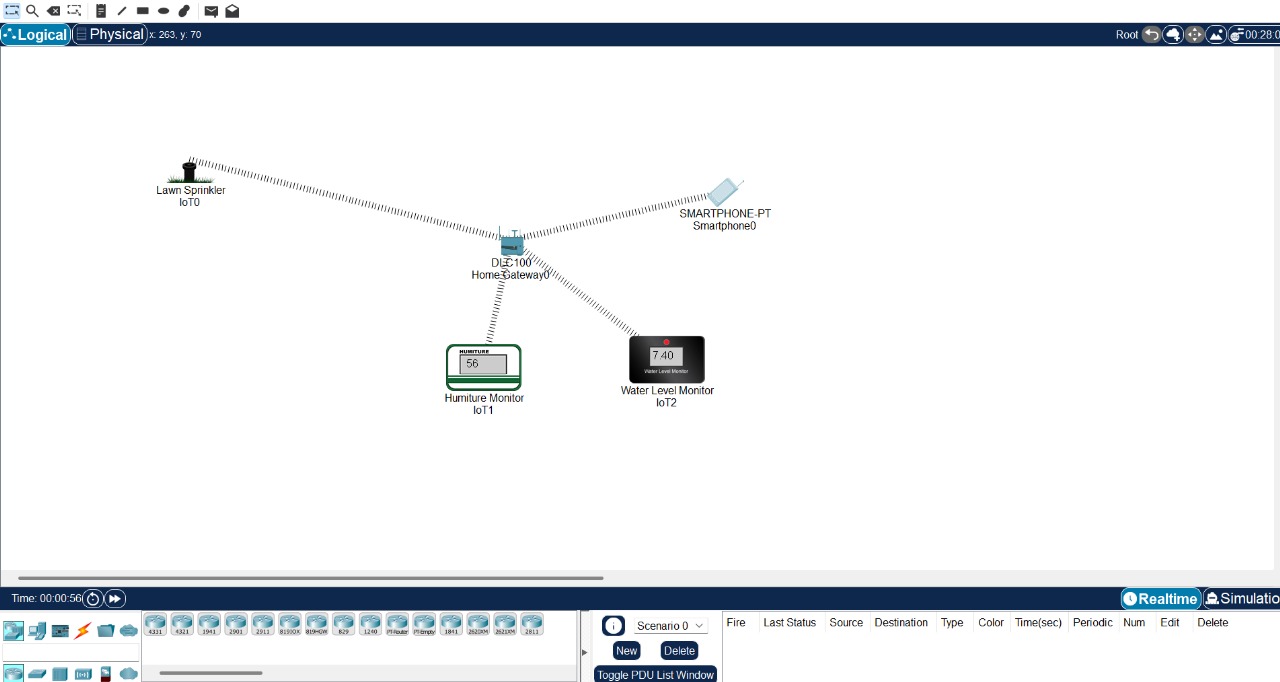 Logical Physical x: 263, y: 70 Root 00:28:0
Lawn Sprinkler
IoT0
SMARTPHONE-PT
Smartphone0
DLC100
Home Gateway0
HUMITURE
56
Humiture Monitor
IoT1
7.40
Water Level Monitor
Water Level Monitor
IoT2
Time: 00:00:56 Realtime Simulatio
4331 4321 1941 2901 2911 819IOX 819HGW 829 1240 PT-Router PT-Empty 1841 2620XM 2621XM 2811
Scenario 0
New Delete
Toggle PDU List Window
Fire Last Status Source Destination Type Color Time(sec) Periodic Num Edit Delete